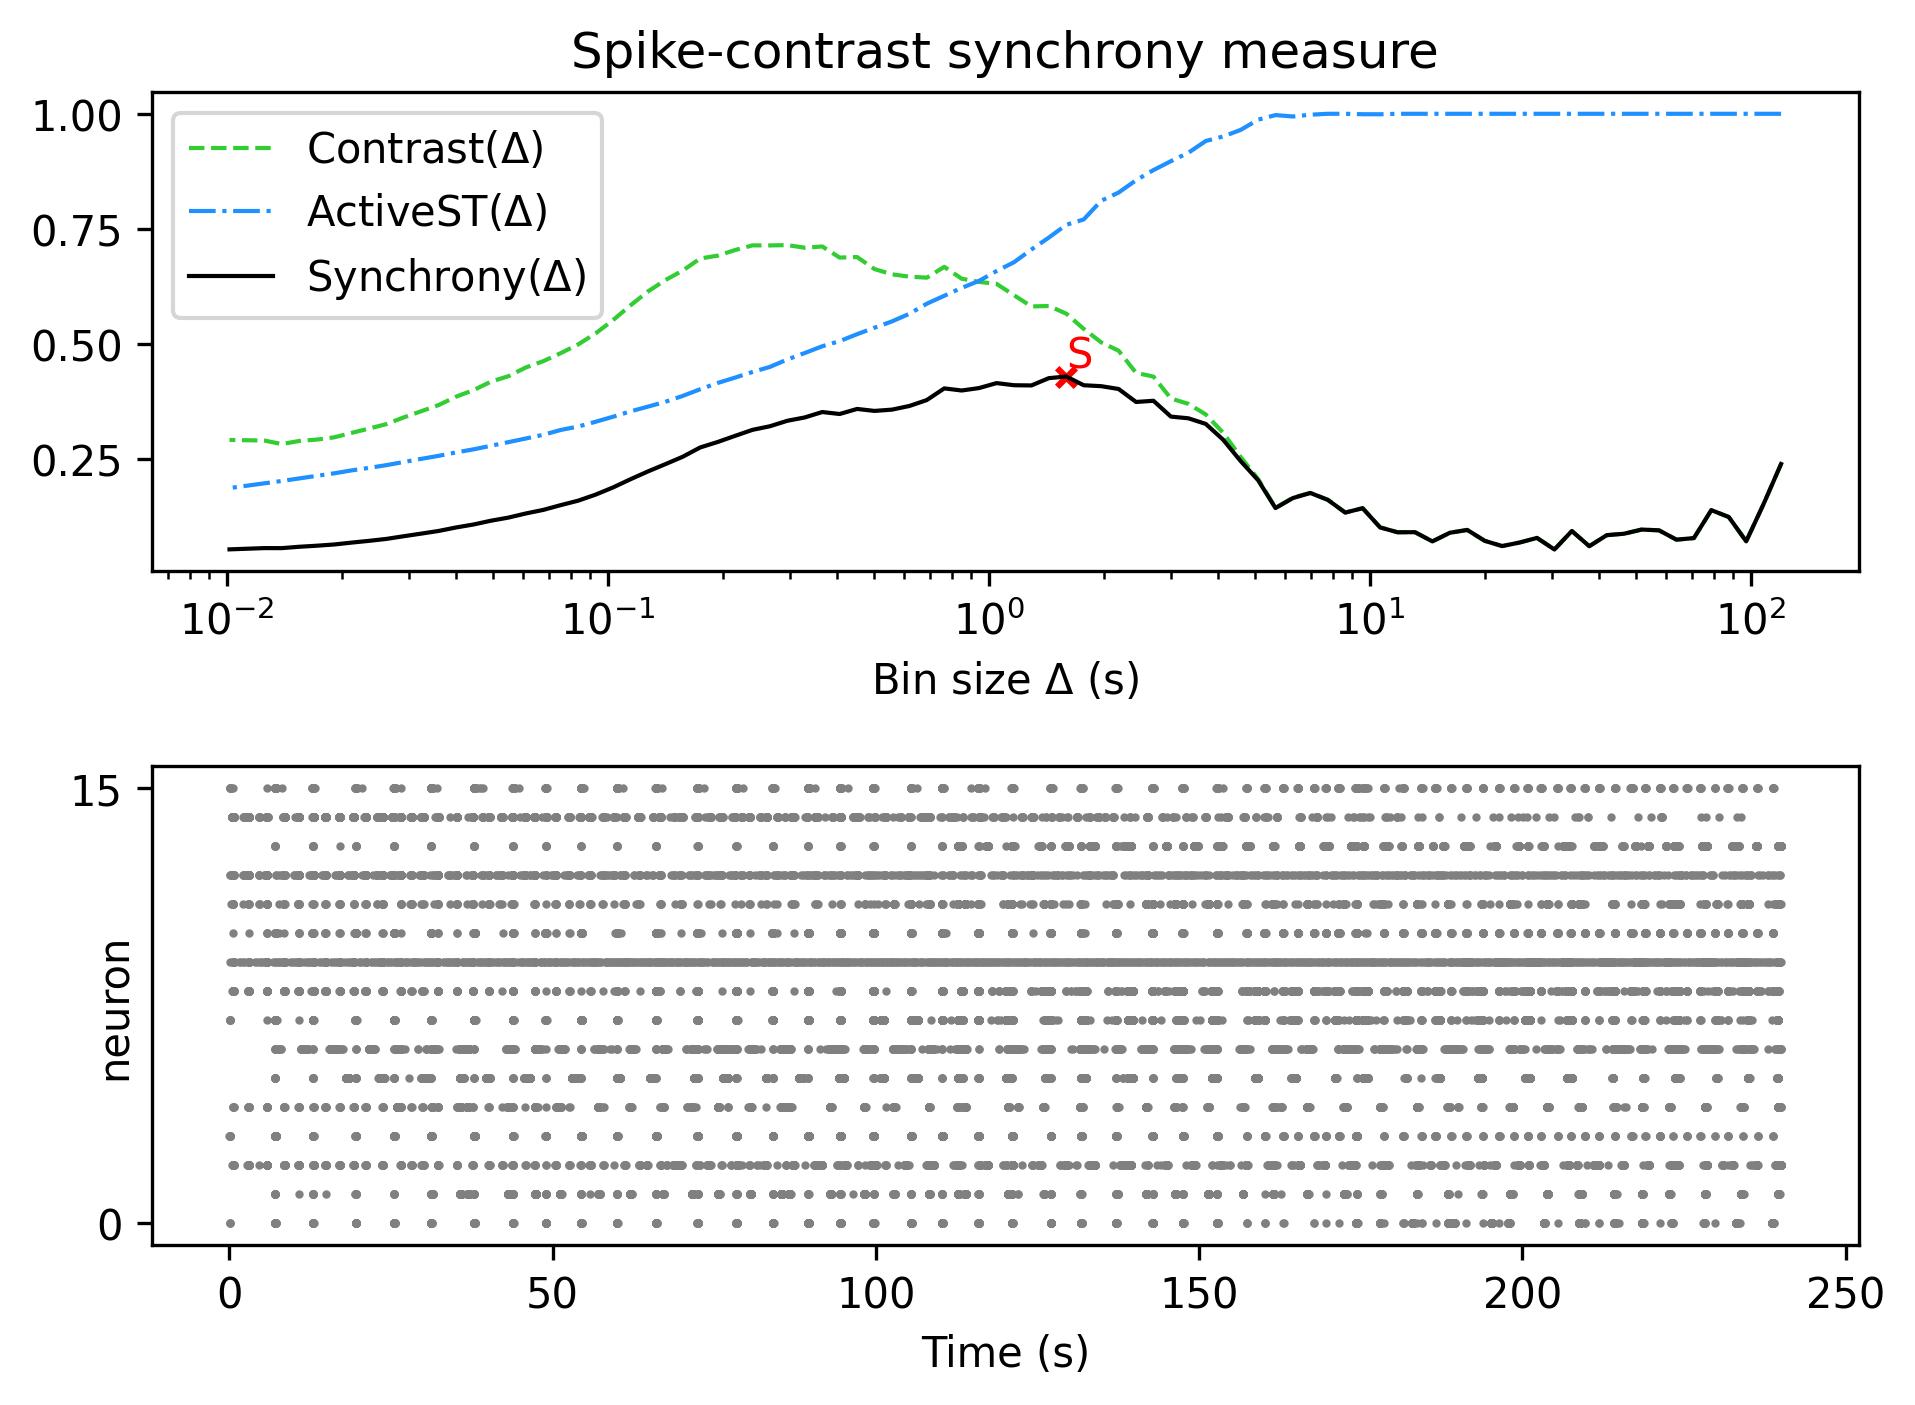 Spike-contrast synchrony measure
1.00
0.75
0.50
0.25
Contrast(Δ)
ActiveST(Δ)
Synchrony(Δ)
S
10⁻² 10⁻¹ 10⁰ 10¹ 10²
Bin size Δ (s)
15
0
neuron
0 50 100 150 200 250
Time (s)